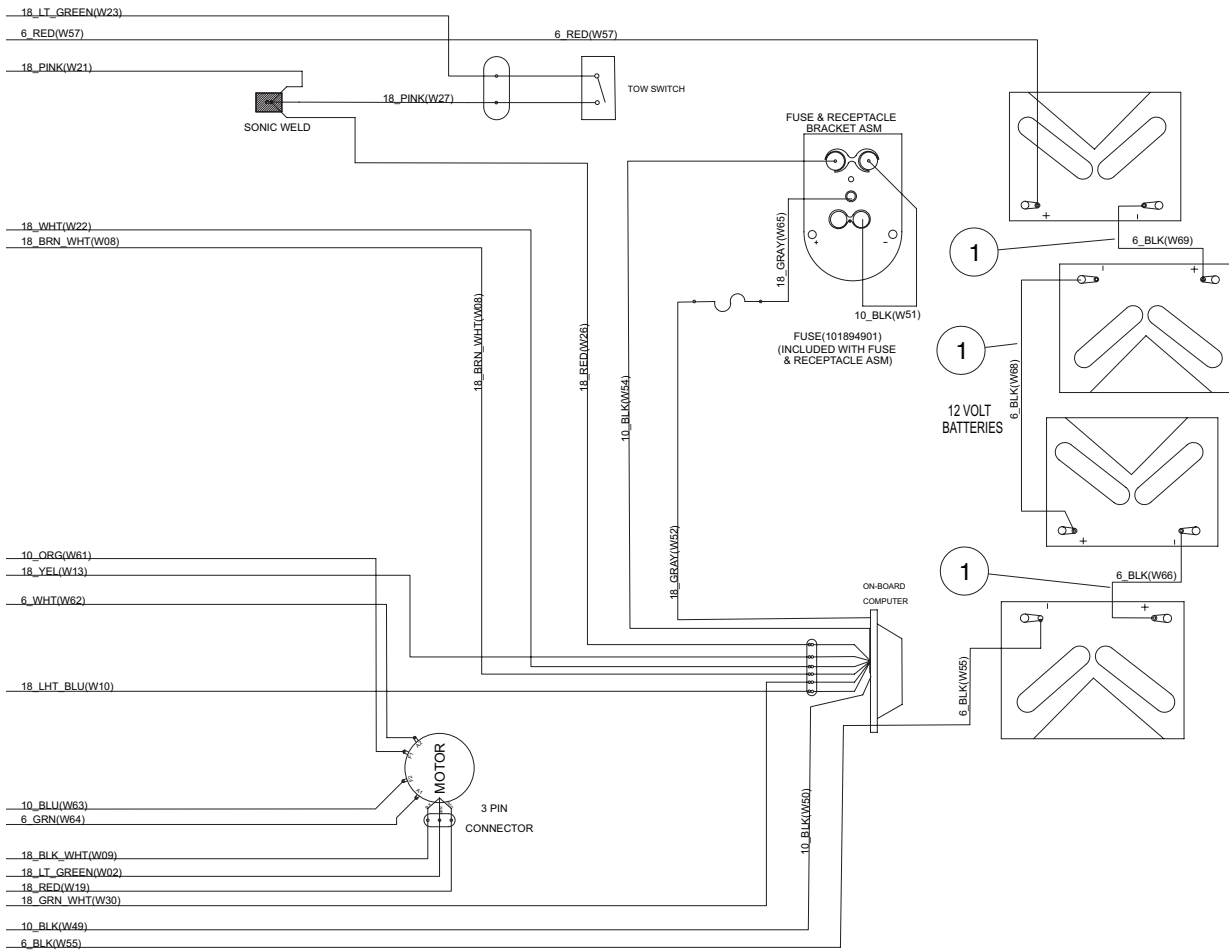 18_LT_GREEN(W23)
6_RED(W57)
6_RED(W57)
18_PINK(W21)
18_PINK(W27)
TOW SWITCH
SONIC WELD
FUSE & RECEPTACLE
BRACKET ASM
+
-
+
-
18_WHT(W22)
18_BRN_WHT(W08)
18_GRAY(W65)
1
6_BLK(W69)
-
+
10_BLK(W51)
FUSE(101894901)
(INCLUDED WITH FUSE
& RECEPTACLE ASM)
1
6_BLK(W68)
18_BRN_WHT(W08)
18_RED(W26)
10_BLK(W54)
12 VOLT
BATTERIES
+
-
10_ORG(W61)
18_YEL(W13)
6_WHT(W62)
18_GRAY(W52)
ON-BOARD
COMPUTER
1
6_BLK(W66)
-
+
6_BLK(W55)
18_LHT_BLU(W10)
MOTOR
A2
F1
F2
A1
10_BLU(W63)
6_GRN(W64)
3 PIN
CONNECTOR
10_BLK(W50)
18_BLK_WHT(W09)
18_LT_GREEN(W02)
18_RED(W19)
18_GRN_WHT(W30)
10_BLK(W49)
6_BLK(W55)